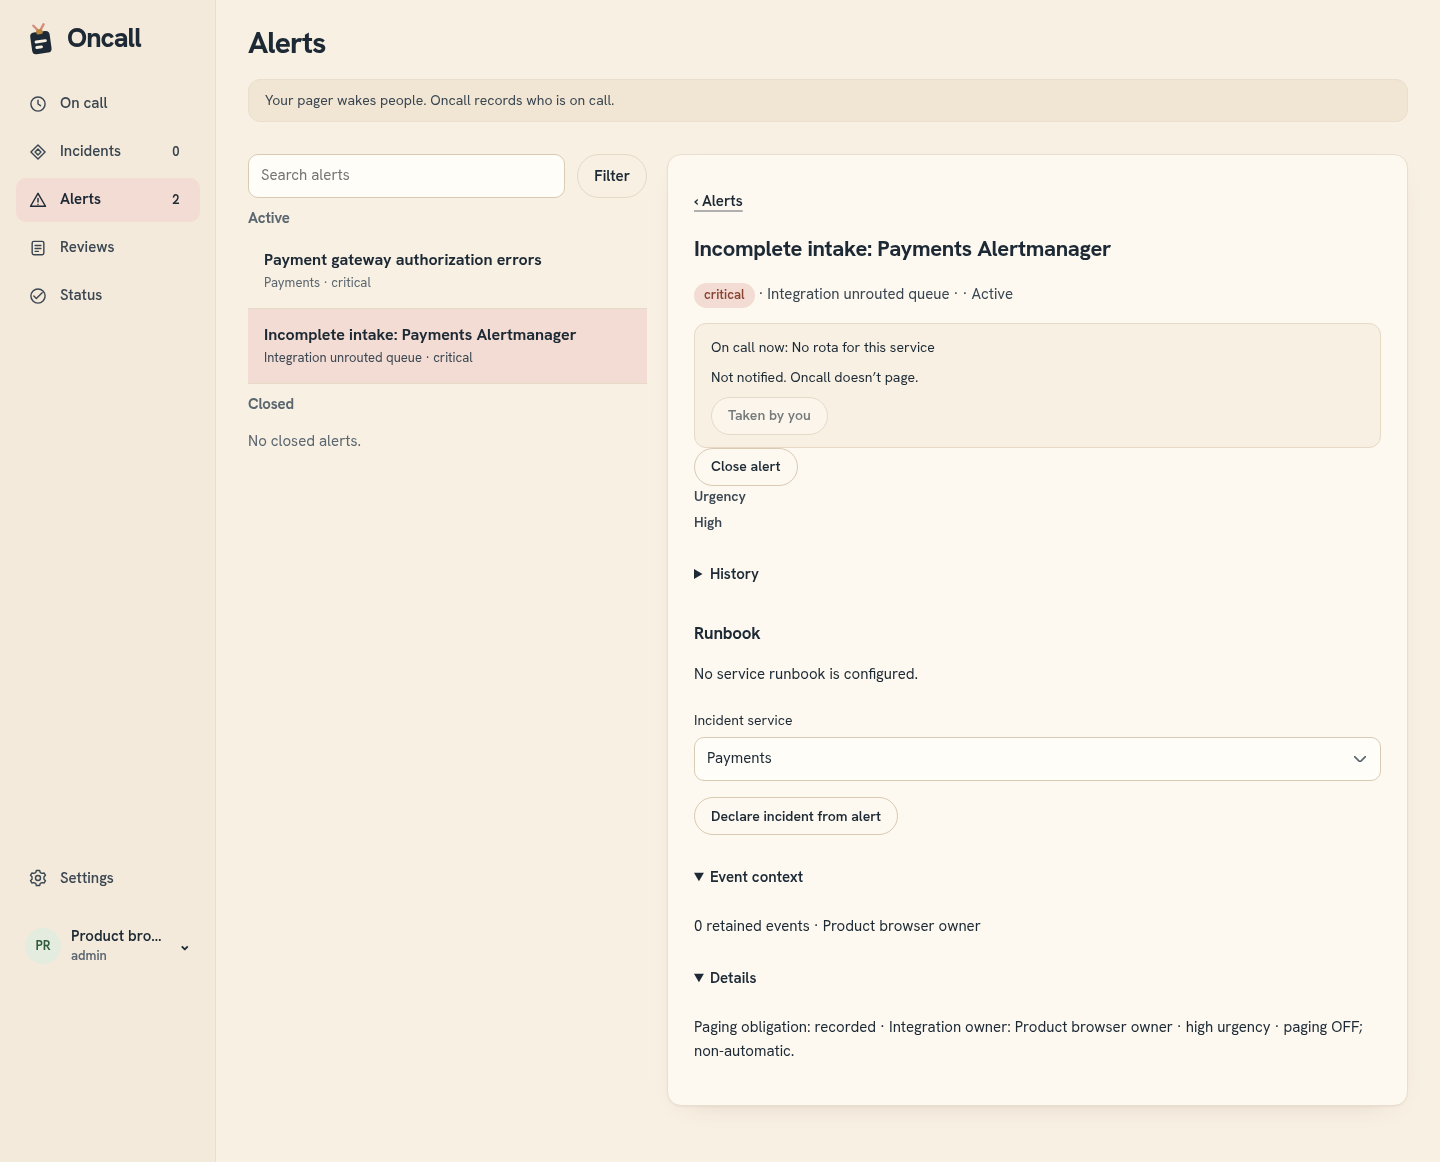 Oncall
On call
Incidents 0
Alerts 2
Reviews
Status
Settings
PR
Product bro…
admin
Alerts
Your pager wakes people. Oncall records who is on call.
Search alerts
Filter
Active
Payment gateway authorization errors
Payments · critical
Incomplete intake: Payments Alertmanager
Integration unrouted queue · critical
Closed
No closed alerts.
‹ Alerts
Incomplete intake: Payments Alertmanager
critical · Integration unrouted queue · · Active
On call now: No rota for this service
Not notified. Oncall doesn’t page.
Taken by you
Close alert
Urgency
High
History
Runbook
No service runbook is configured.
Incident service
Payments
Declare incident from alert
Event context
0 retained events · Product browser owner
Details
Paging obligation: recorded · Integration owner: Product browser owner · high urgency · paging OFF;
non-automatic.